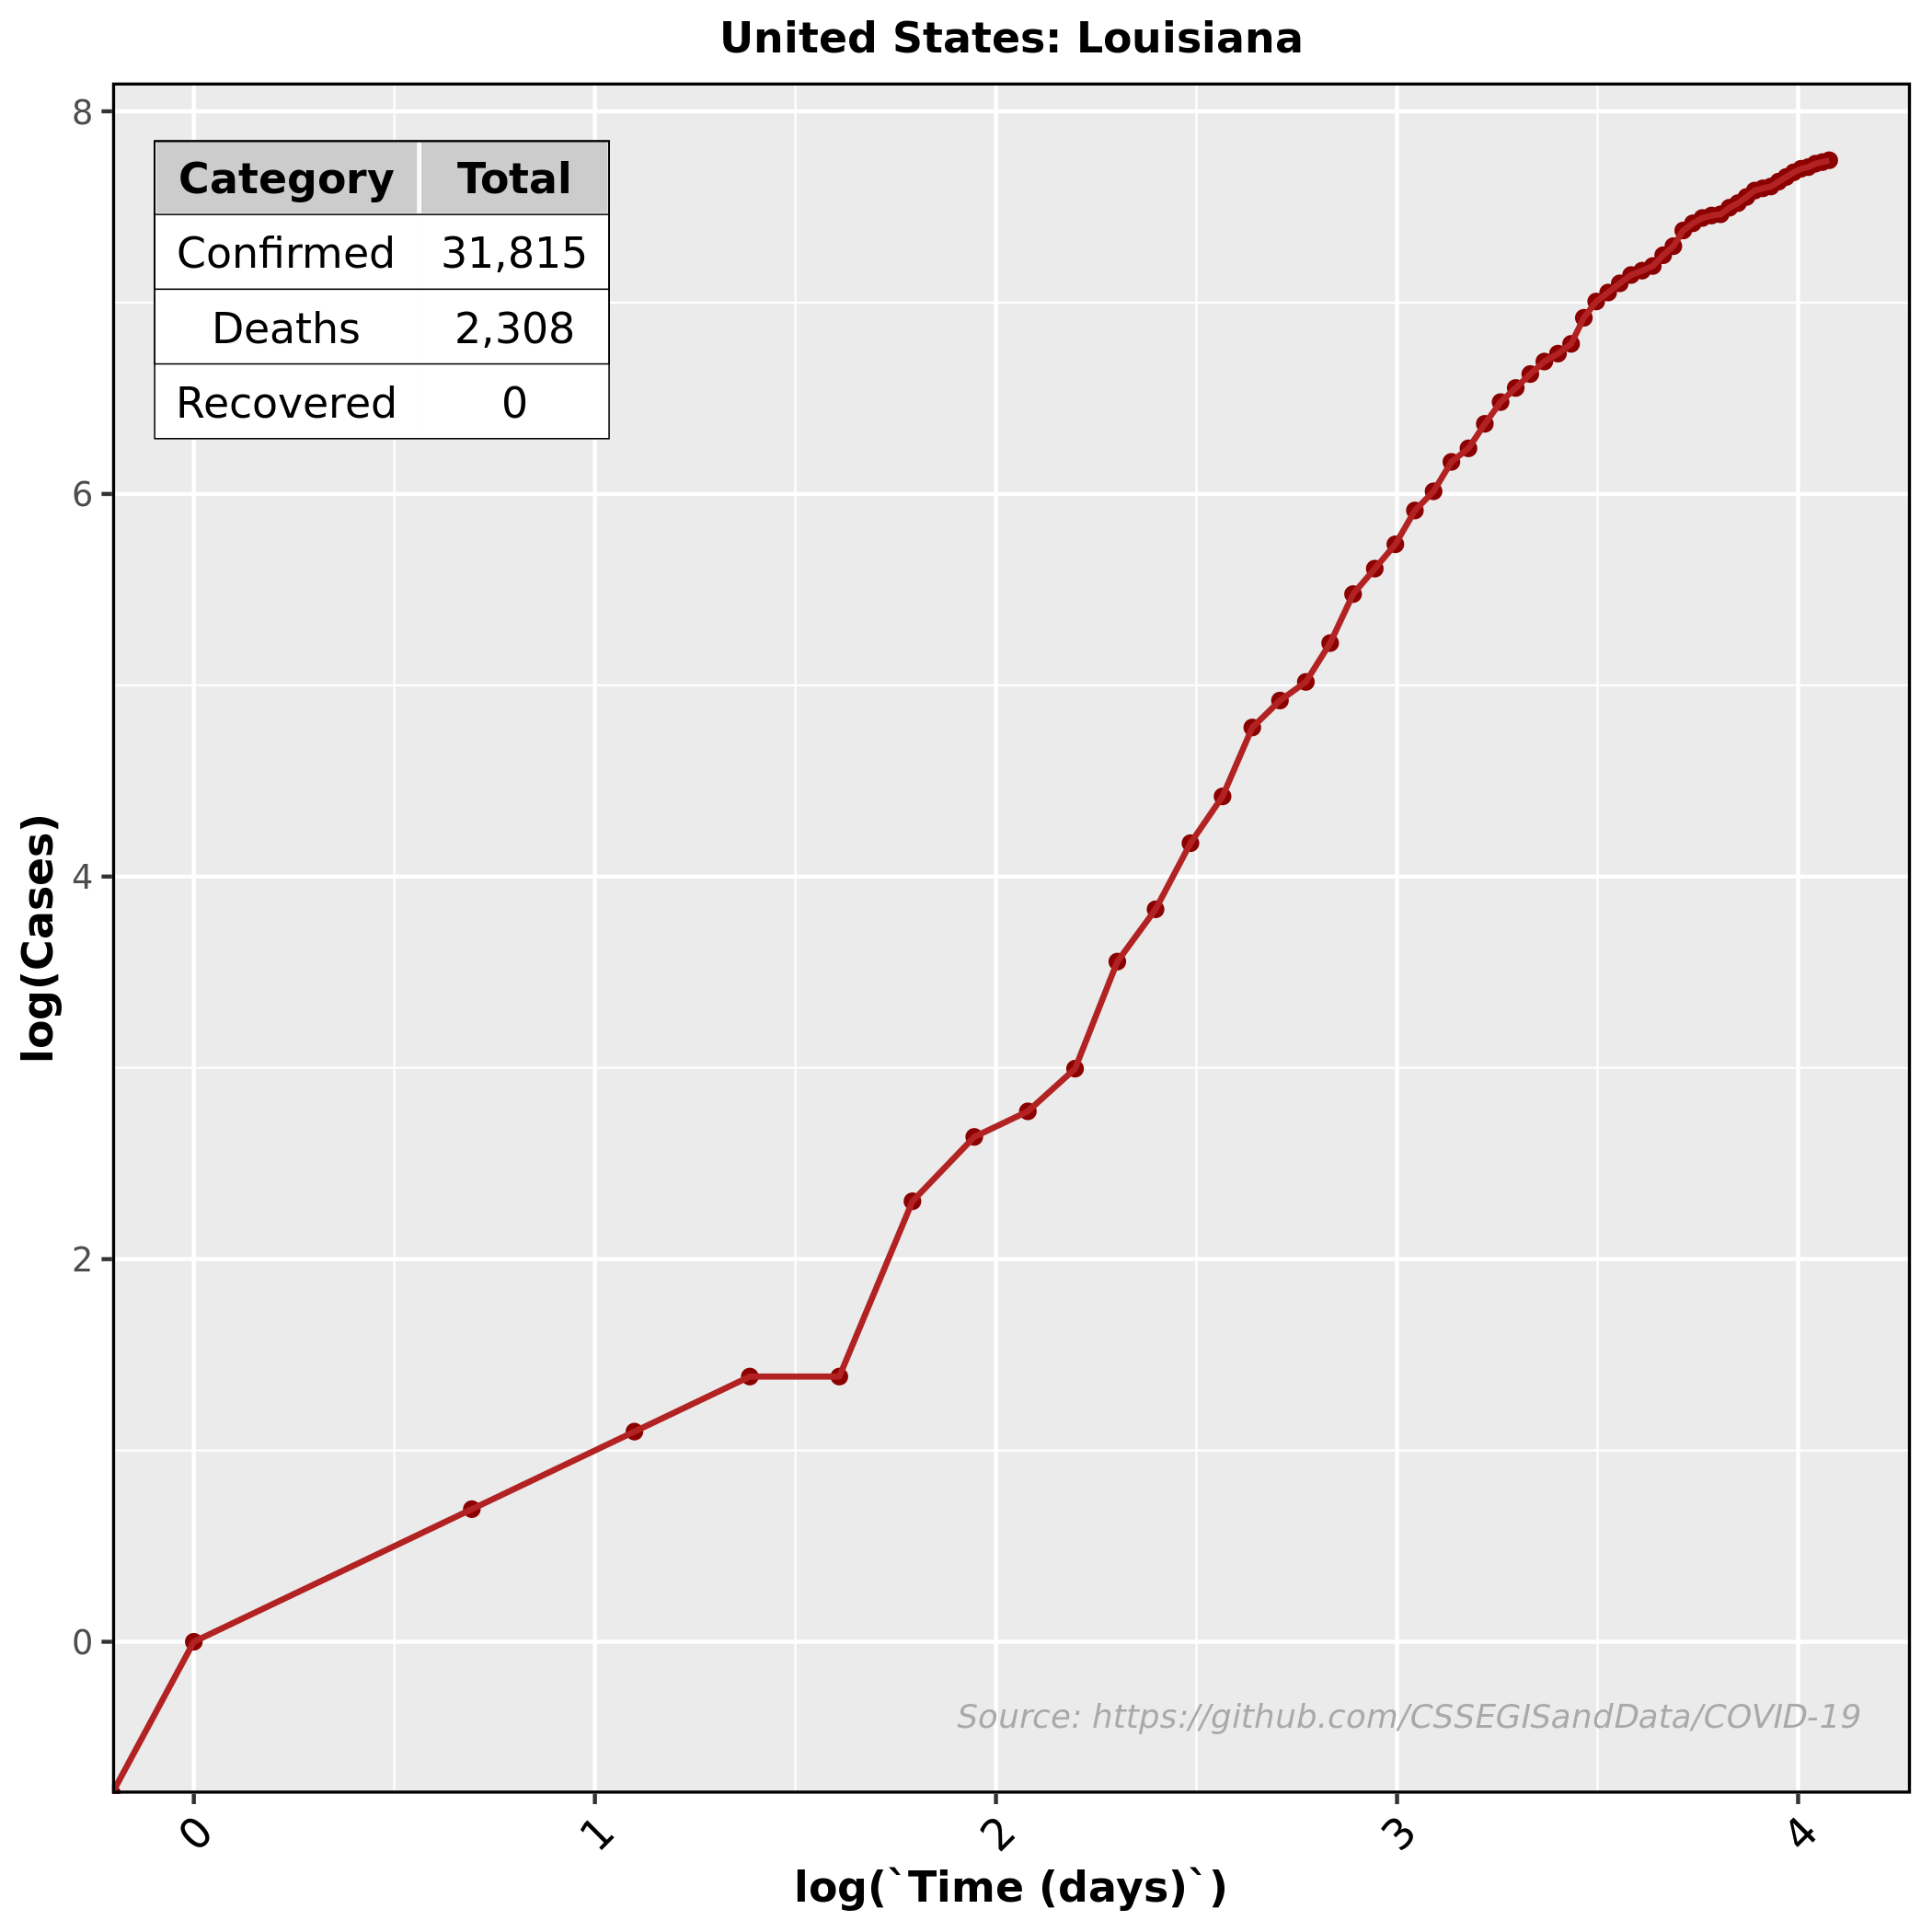 United States: Louisiana
8
6
4
2
0
Category Total
Confirmed 31,815
Deaths 2,308
Recovered 0
log(Cases)
Source: https://github.com/CSSEGISandData/COVID-19
0 1 2 3 4
log(`Time (days)`)